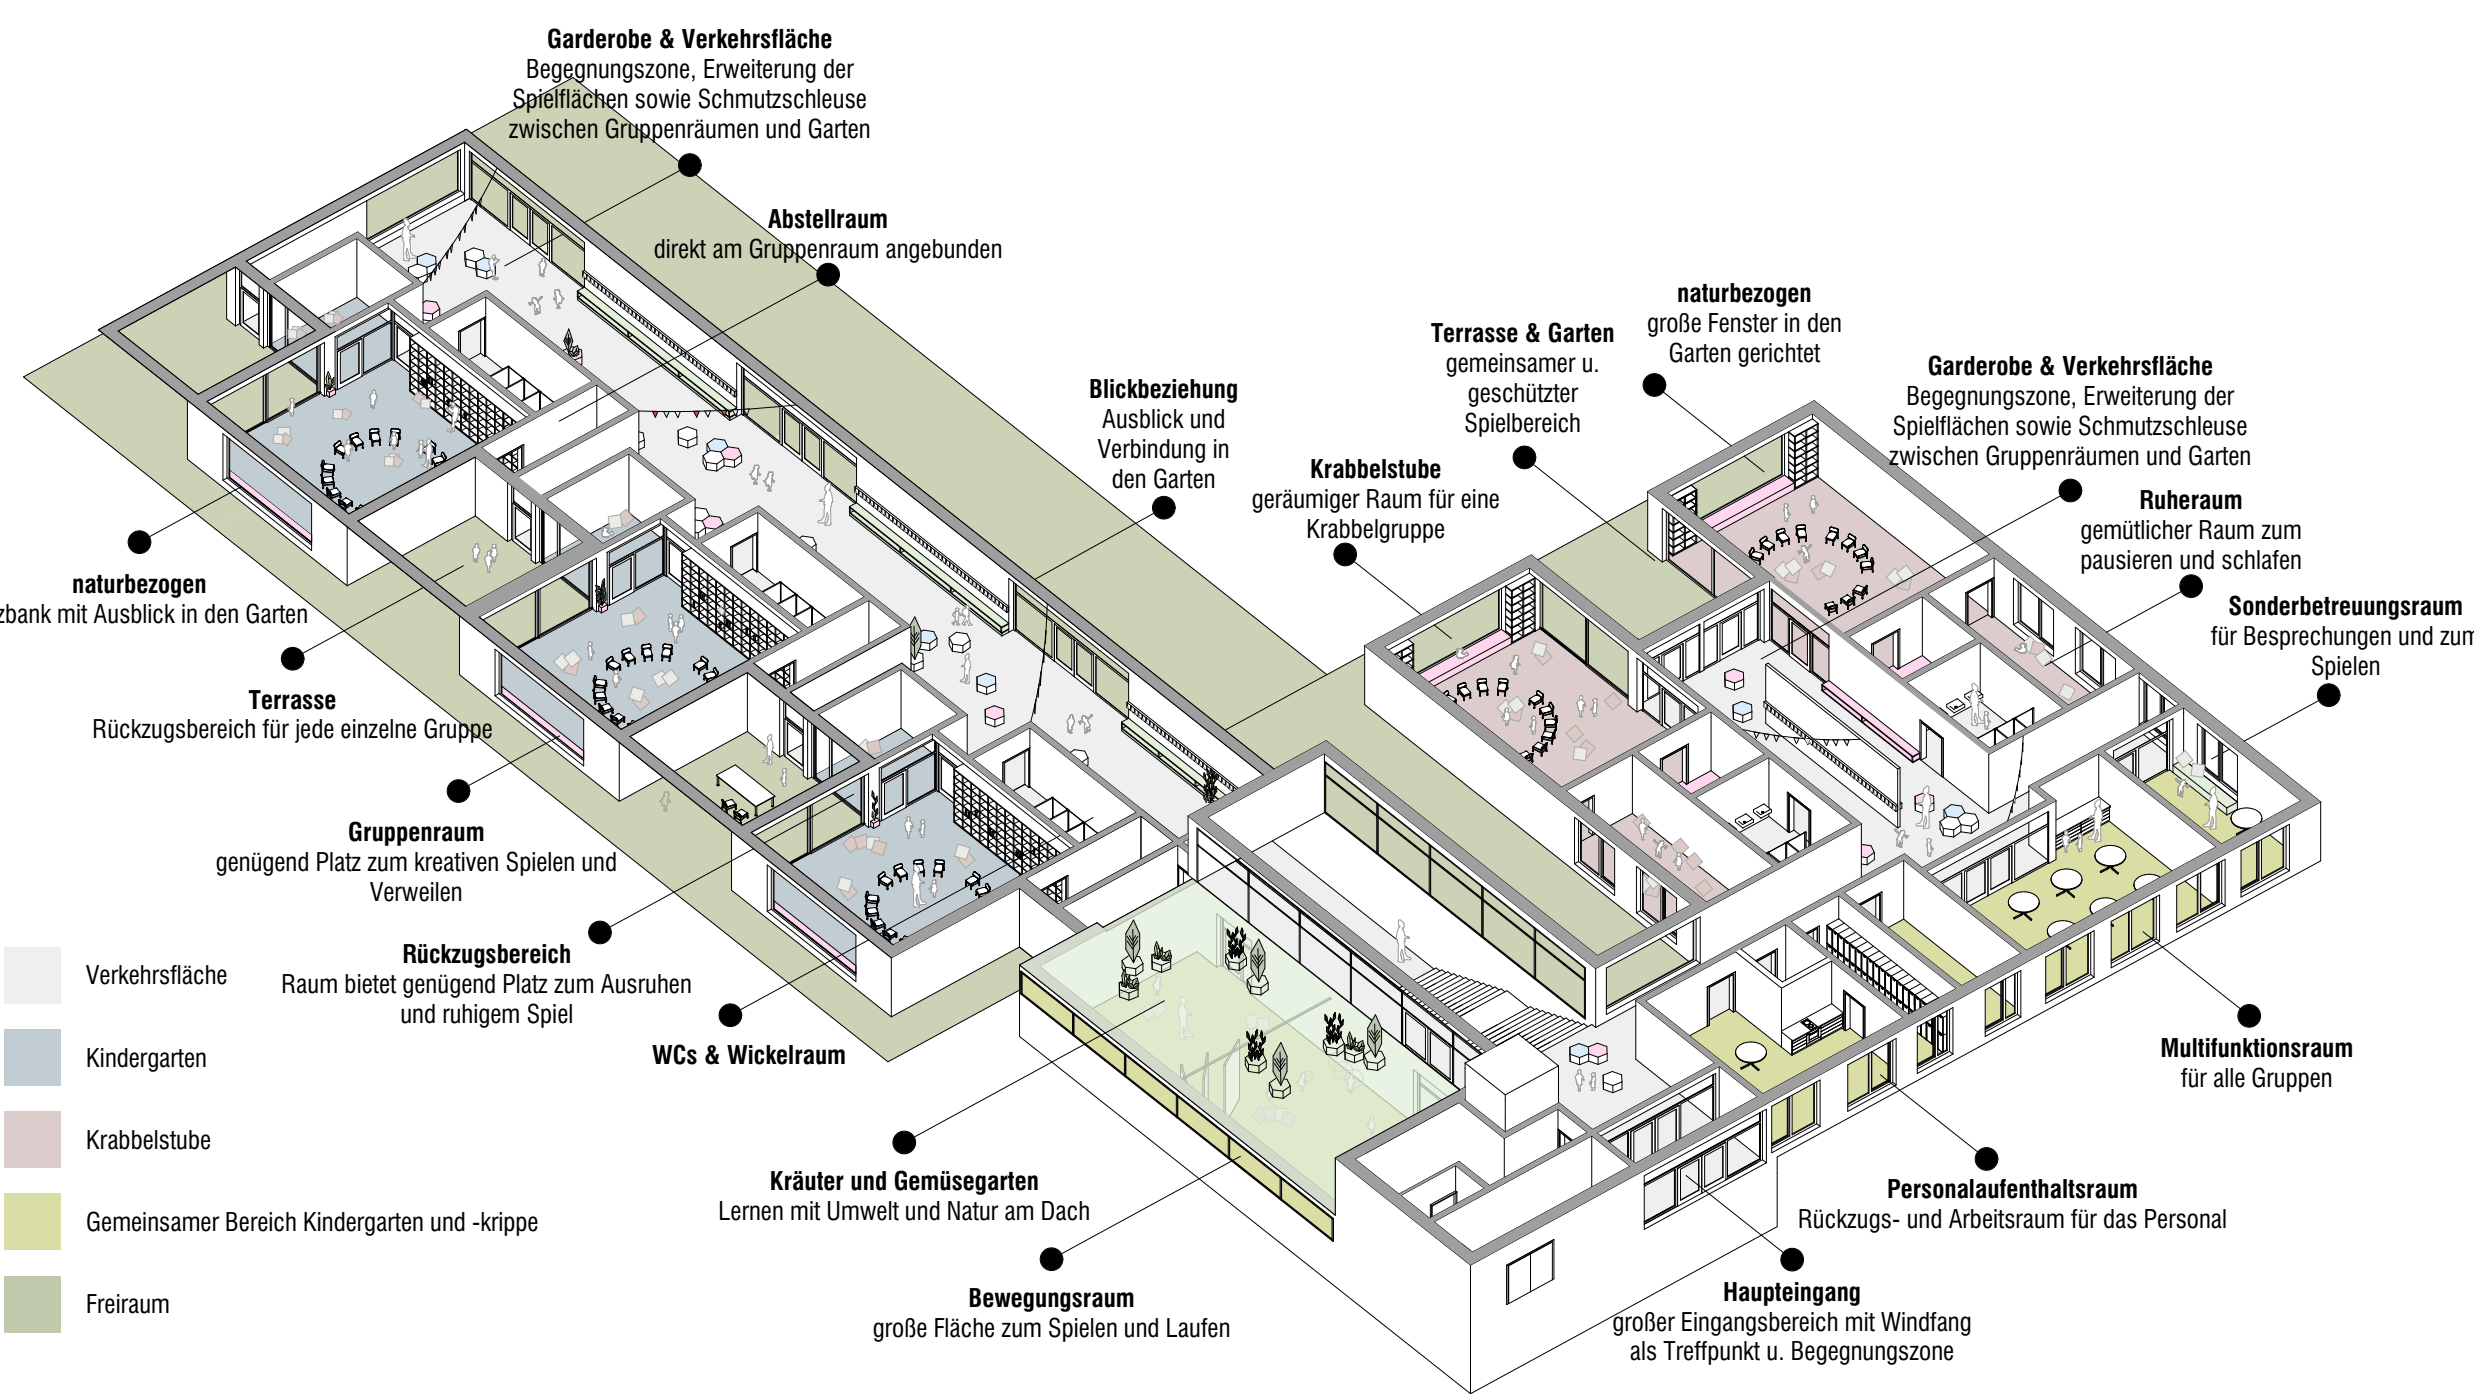 Garderobe & Verkehrsfläche
Begegnungszone, Erweiterung der
Spielflächen sowie Schmutzschleuse
zwischen Gruppenräumen und Garten
Abstellraum
direkt am Gruppenraum angebunden
Blickbeziehung
Ausblick und
Verbindung in
den Garten
Krabbelstube
geräumiger Raum für eine
Krabbelgruppe
Terrasse & Garten
gemeinsamer u.
geschützter
Spielbereich
naturbezogen
große Fenster in den
Garten gerichtet
Garderobe & Verkehrsfläche
Begegnungszone, Erweiterung der
Spielflächen sowie Schmutzschleuse
zwischen Gruppenräumen und Garten
Ruheraum
gemütlicher Raum zum
pausieren und schlafen
Sonderbetreuungsraum
für Besprechungen und zum
Spielen
naturbezogen
zbank mit Ausblick in den Garten
Terrasse
Rückzugsbereich für jede einzelne Gruppe
Gruppenraum
genügend Platz zum kreativen Spielen und
Verweilen
Rückzugsbereich
Raum bietet genügend Platz zum Ausruhen
und ruhigem Spiel
WCs & Wickelraum
Kräuter und Gemüsegarten
Lernen mit Umwelt und Natur am Dach
Bewegungsraum
große Fläche zum Spielen und Laufen
Multifunktionsraum
für alle Gruppen
Personalaufenthaltsraum
Rückzugs- und Arbeitsraum für das Personal
Haupteingang
großer Eingangsbereich mit Windfang
als Treffpunkt u. Begegnungszone
Verkehrsfläche
Kindergarten
Krabbelstube
Gemeinsamer Bereich Kindergarten und -krippe
Freiraum